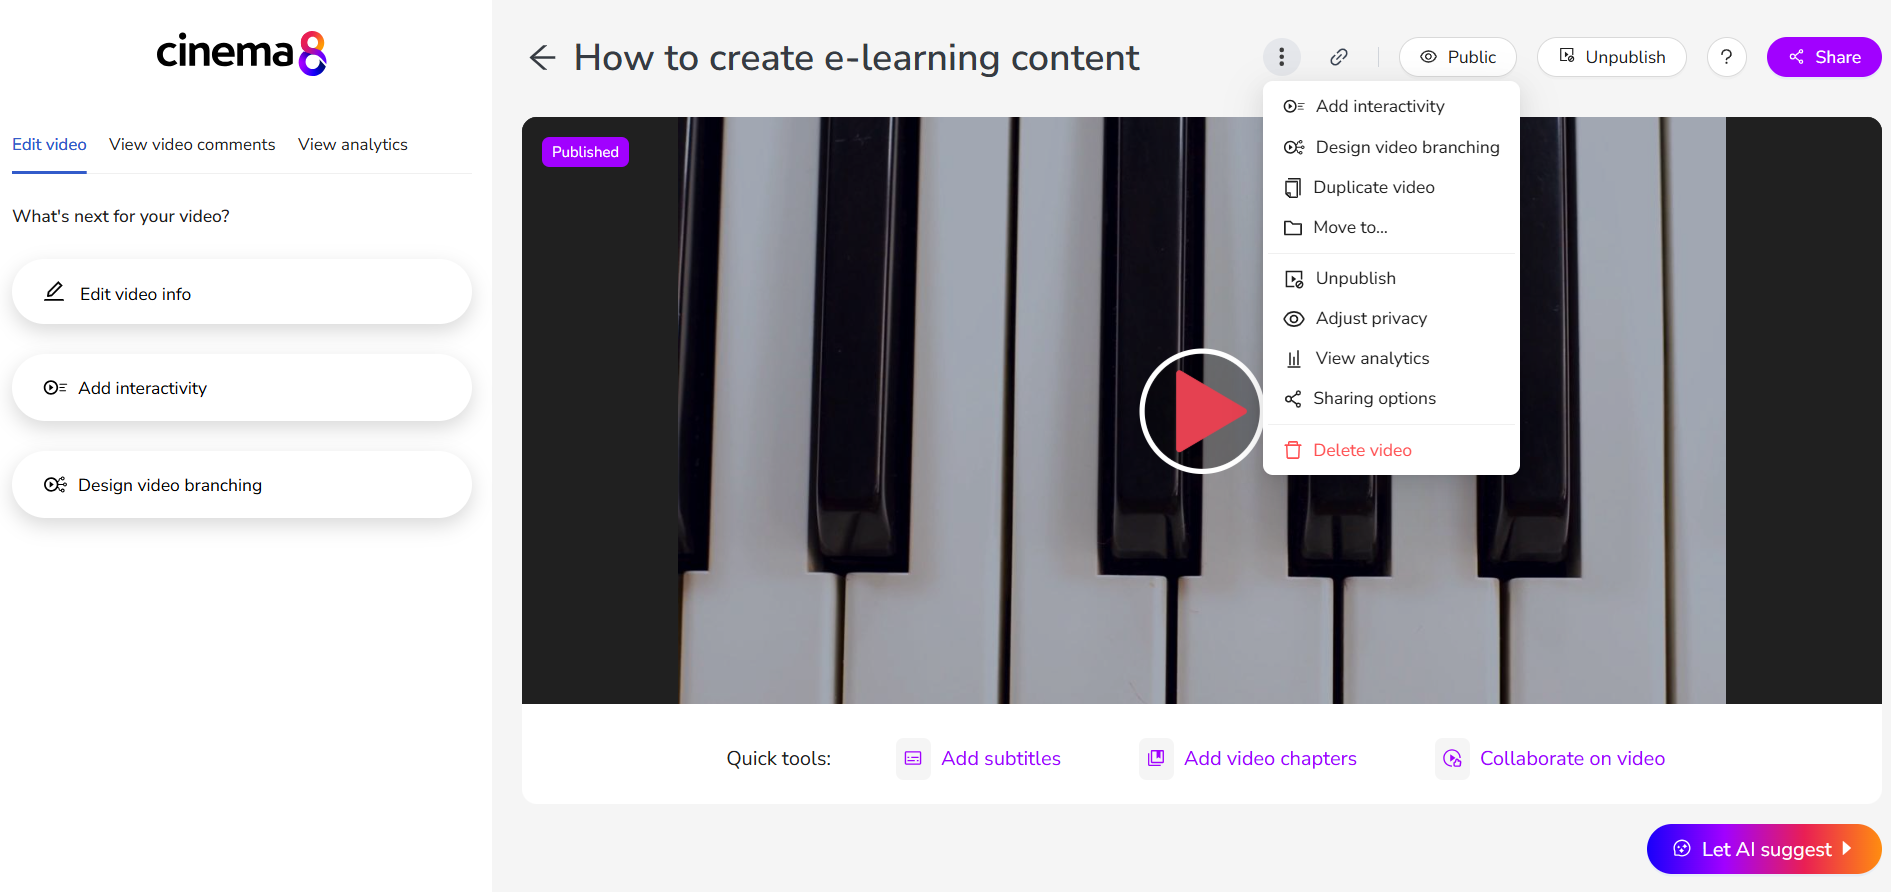 cinema8
Edit video
View video comments
View analytics
What's next for your video?
Edit video info
Add interactivity
Design video branching
How to create e-learning content
Public
Unpublish
?
Share
Published
Add interactivity
Design video branching
Duplicate video
Move to...
Unpublish
Adjust privacy
View analytics
Sharing options
Delete video
Quick tools:
Add subtitles
Add video chapters
Collaborate on video
Let AI suggest